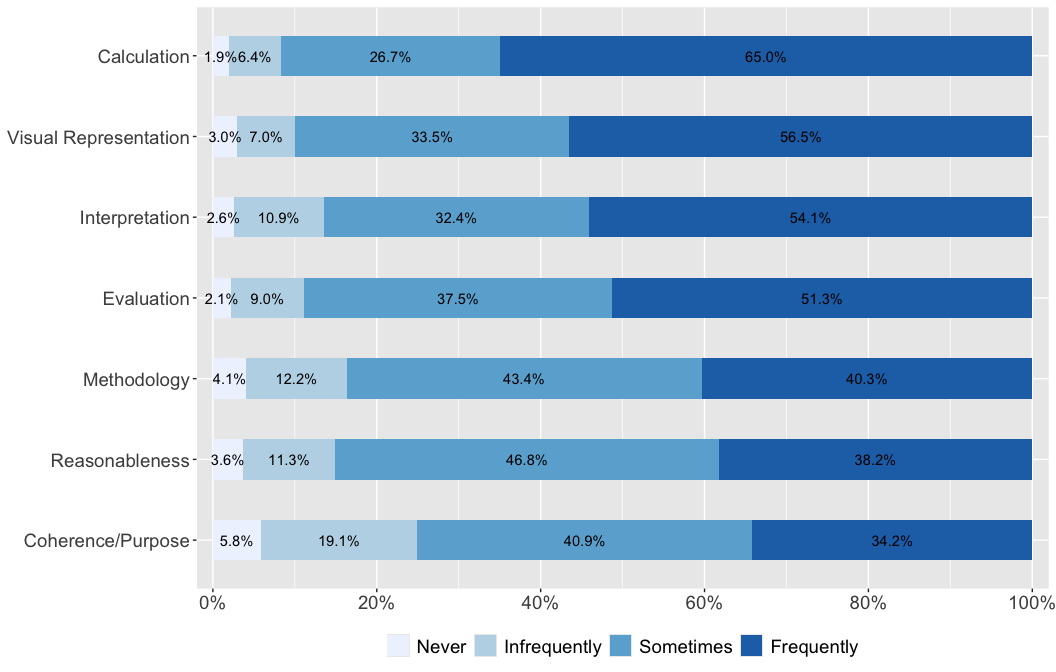 Calculation 1.9% 6.4% 26.7% 65.0%
Visual Representation 3.0% 7.0% 33.5% 56.5%
Interpretation 2.6% 10.9% 32.4% 54.1%
Evaluation 2.1% 9.0% 37.5% 51.3%
Methodology 4.1% 12.2% 43.4% 40.3%
Reasonableness 3.6% 11.3% 46.8% 38.2%
Coherence/Purpose 5.8% 19.1% 40.9% 34.2%
0% 20% 40% 60% 80% 100%
Never Infrequently Sometimes Frequently